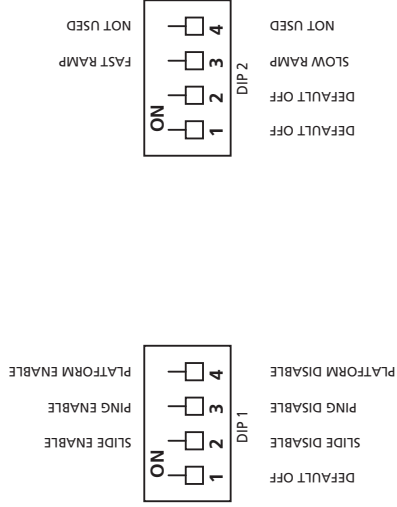 DIP 1
ON
DEFAULT OFF 1
SLIDE DISABLE 2 SLIDE ENABLE
PING DISABLE 3 PING ENABLE
PLATFORM DISABLE 4 PLATFORM ENABLE
DIP 2
ON
DEFAULT OFF 1
DEFAULT OFF 2
SLOW RAMP 3 FAST RAMP
NOT USED 4 NOT USED